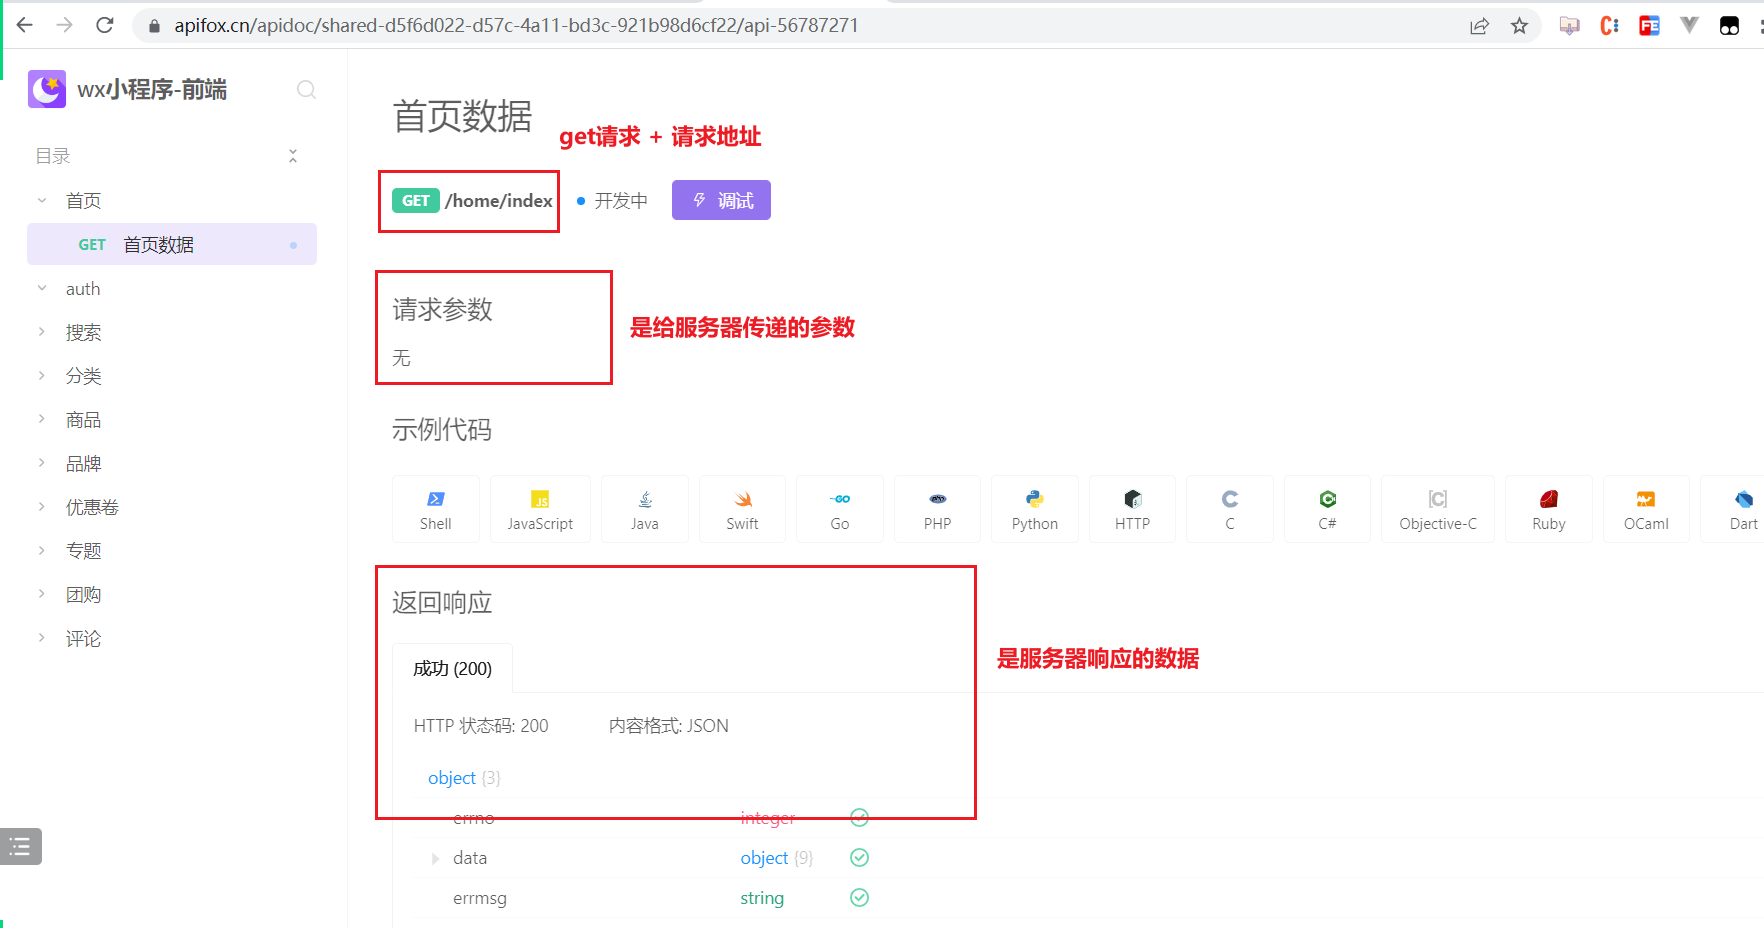 apifox.cn/apidoc/shared-d5f6d022-d57c-4a11-bd3c-921b98d6cf22/api-56787271
wx小程序-前端
目录
首页
GET 首页数据
auth
搜索
分类
商品
品牌
优惠卷
专题
团购
评论
首页数据
get请求 + 请求地址
GET /home/index 开发中 调试
请求参数
是给服务器传递的参数
无
示例代码
Shell JavaScript Java Swift Go PHP Python HTTP C C# Objective-C Ruby OCaml Dart
返回响应
成功 (200)
是服务器响应的数据
HTTP 状态码: 200 内容格式: JSON
object {3}
errno integer
data object {9}
errmsg string